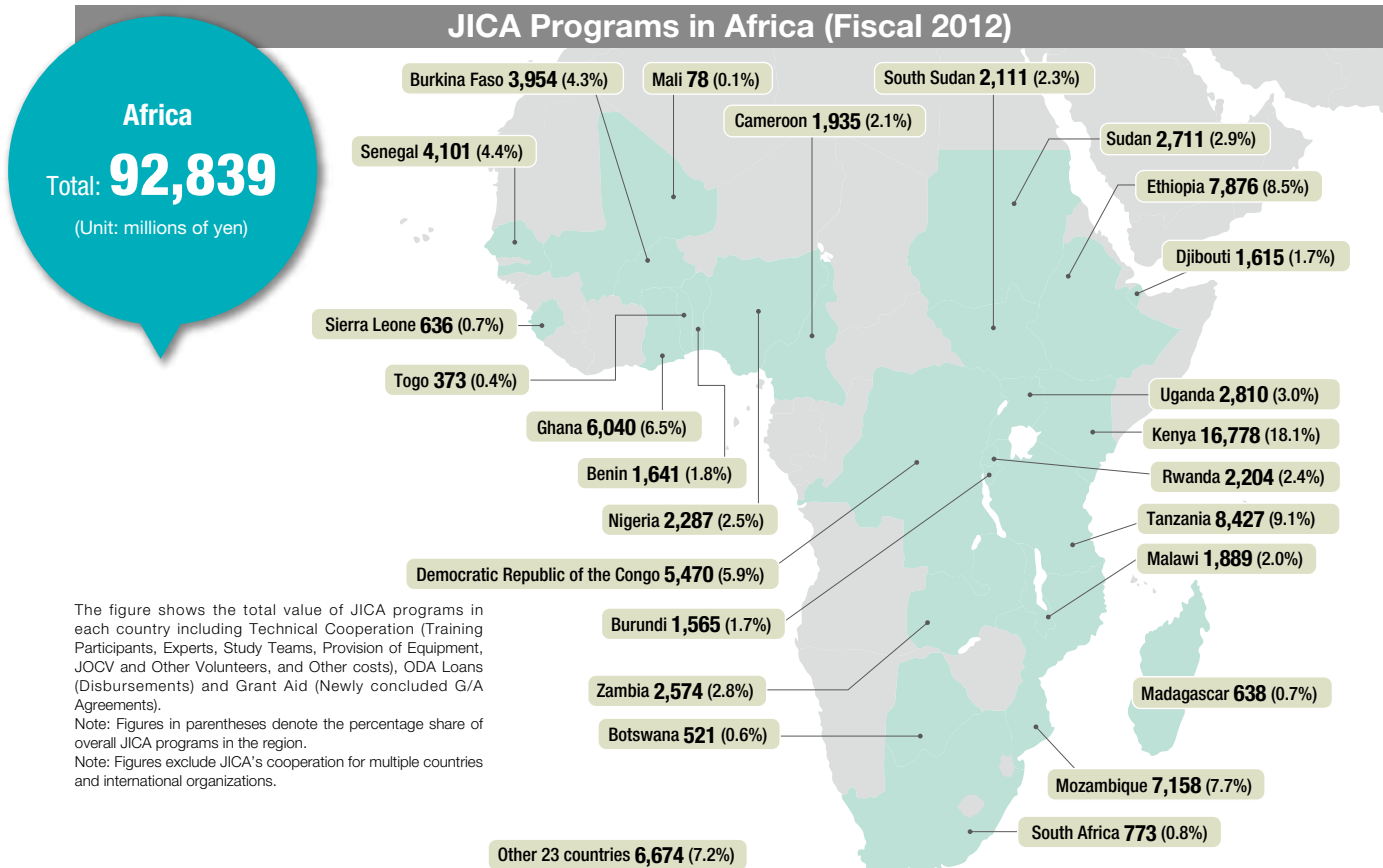 JICA Programs in Africa (Fiscal 2012)
Africa
Total: 92,839
(Unit: millions of yen)
Burkina Faso 3,954 (4.3%)
Mali 78 (0.1%)
South Sudan 2,111 (2.3%)
Cameroon 1,935 (2.1%)
Sudan 2,711 (2.9%)
Senegal 4,101 (4.4%)
Ethiopia 7,876 (8.5%)
Djibouti 1,615 (1.7%)
Sierra Leone 636 (0.7%)
Togo 373 (0.4%)
Uganda 2,810 (3.0%)
Ghana 6,040 (6.5%)
Kenya 16,778 (18.1%)
Benin 1,641 (1.8%)
Rwanda 2,204 (2.4%)
Nigeria 2,287 (2.5%)
Tanzania 8,427 (9.1%)
Malawi 1,889 (2.0%)
Democratic Republic of the Congo 5,470 (5.9%)
Burundi 1,565 (1.7%)
Zambia 2,574 (2.8%)
Madagascar 638 (0.7%)
Botswana 521 (0.6%)
Mozambique 7,158 (7.7%)
South Africa 773 (0.8%)
Other 23 countries 6,674 (7.2%)
The figure shows the total value of JICA programs in
each country including Technical Cooperation (Training
Participants, Experts, Study Teams, Provision of Equipment,
JOCV and Other Volunteers, and Other costs), ODA Loans
(Disbursements) and Grant Aid (Newly concluded G/A
Agreements).
Note: Figures in parentheses denote the percentage share of
overall JICA programs in the region.
Note: Figures exclude JICA's cooperation for multiple countries
and international organizations.